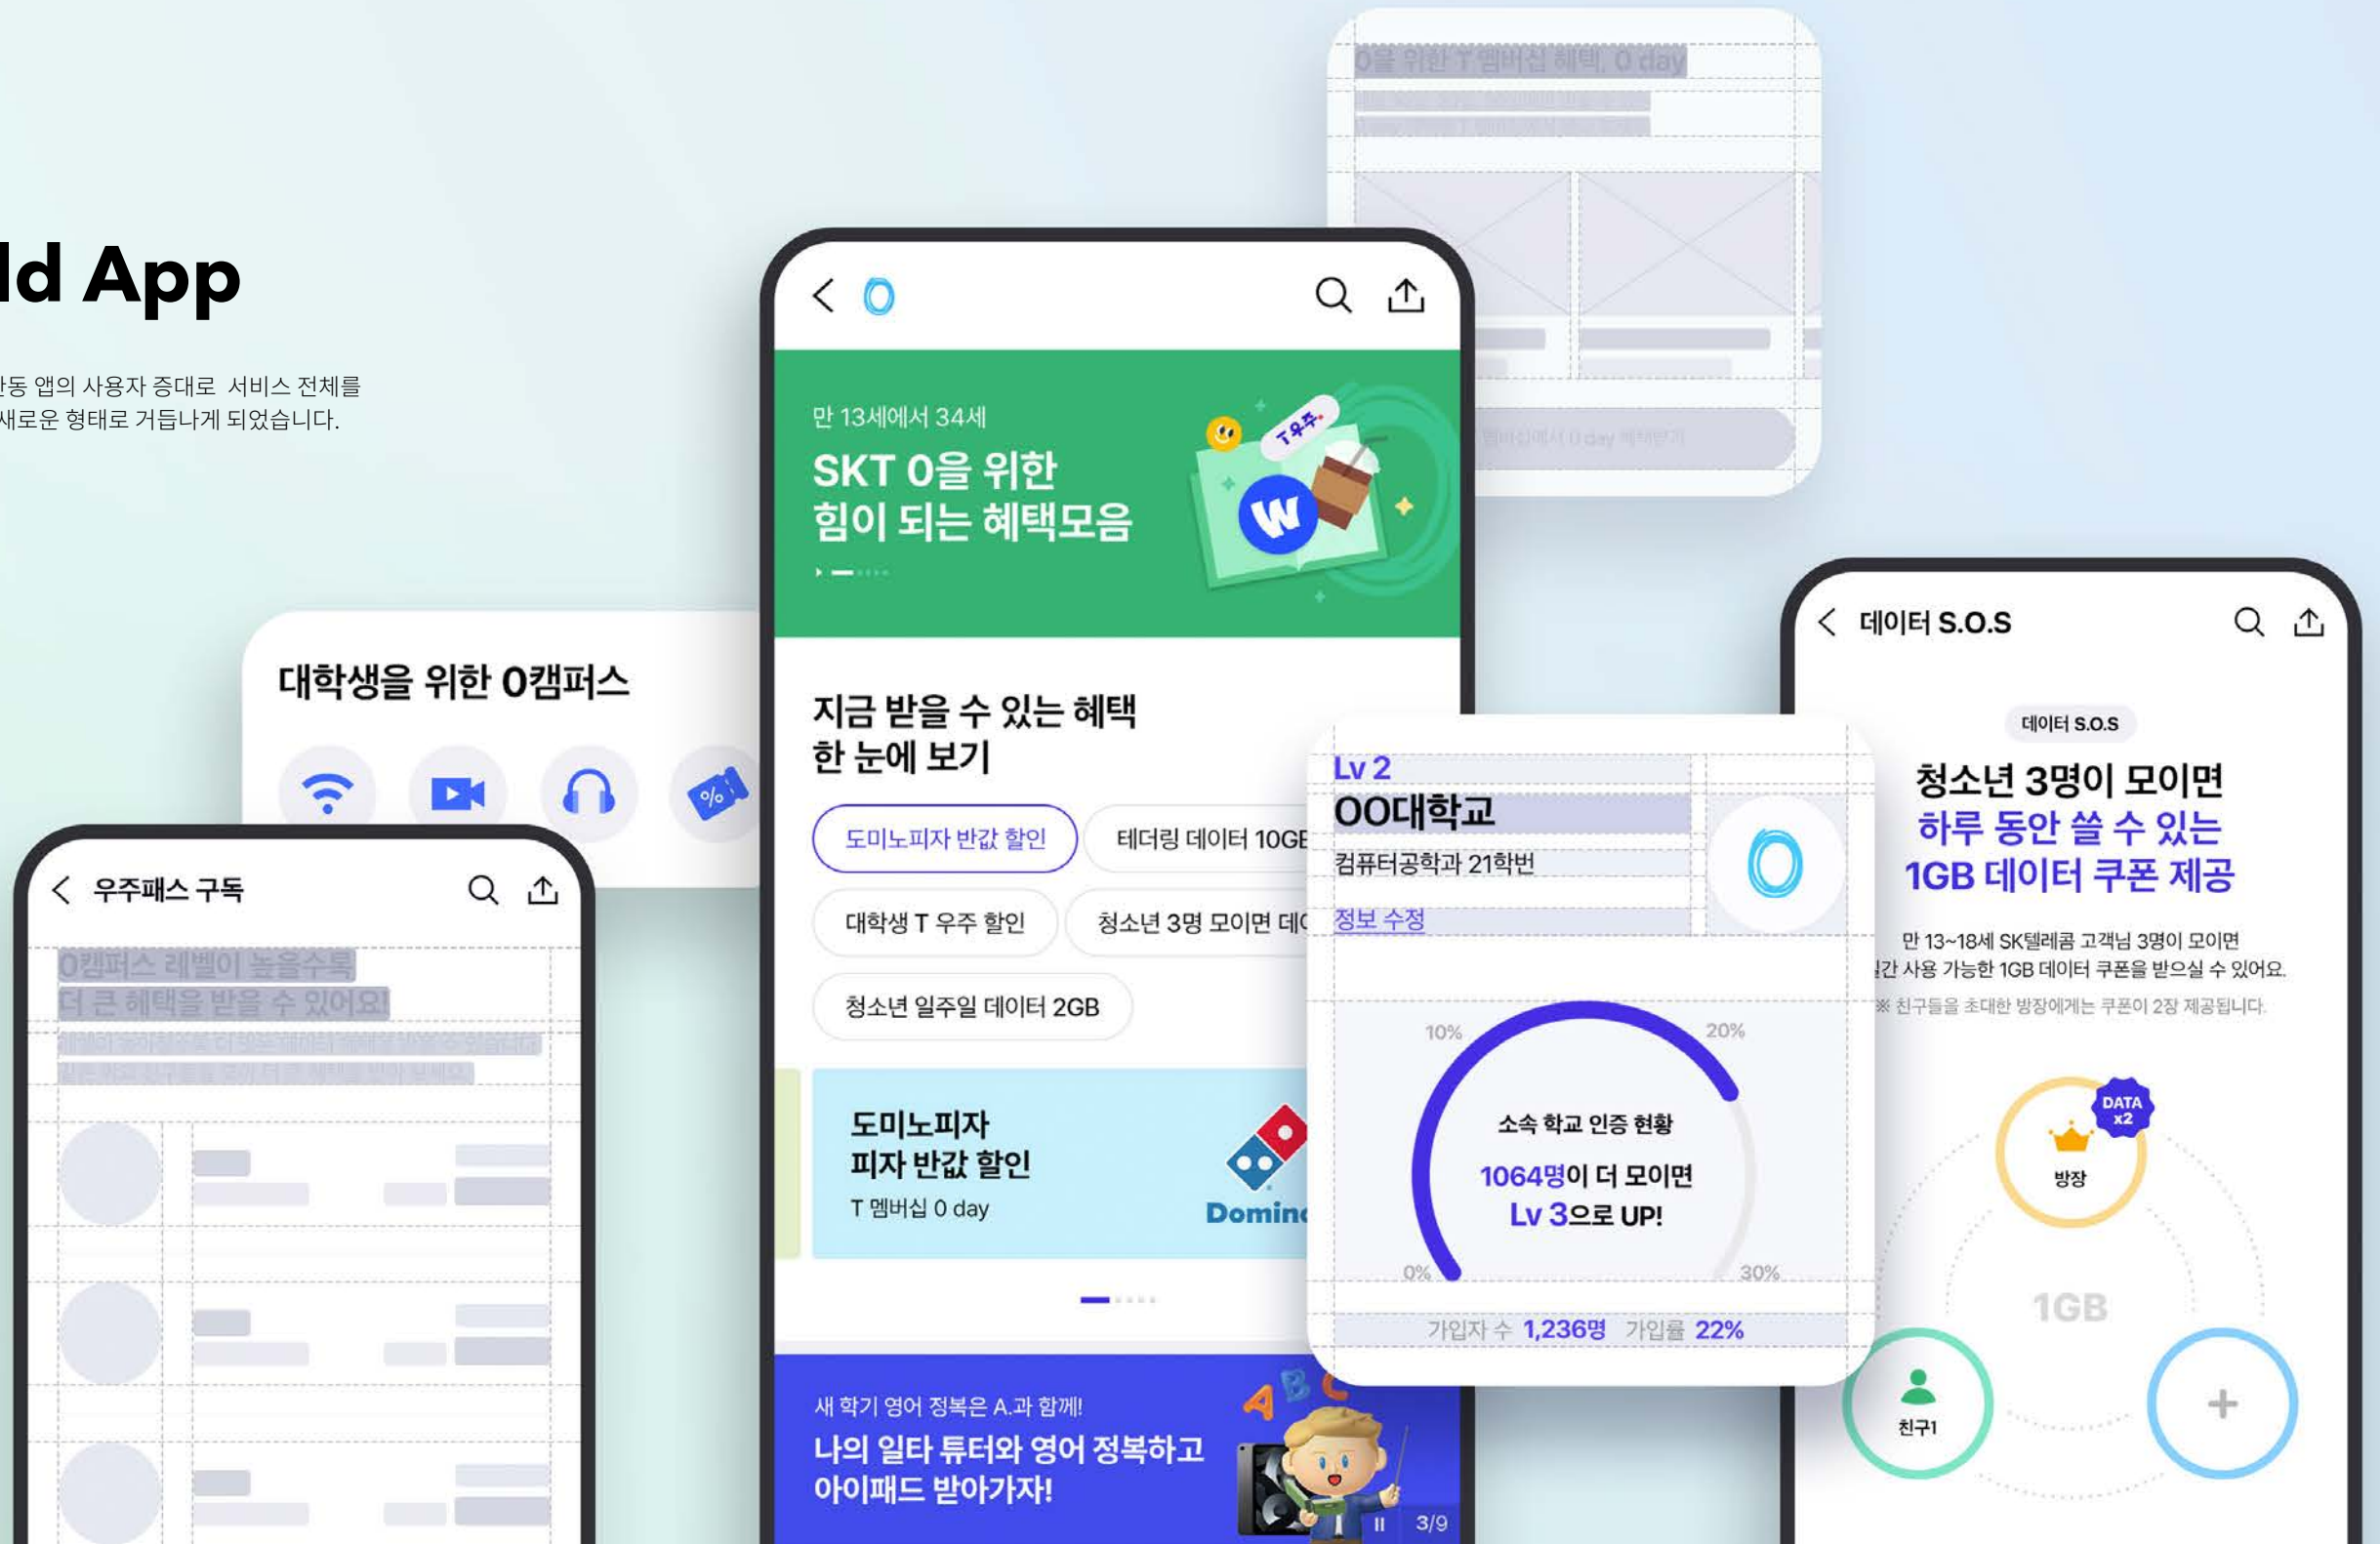 ld App
동 앱의 사용자 증대로 서비스 전체를
새로운 형태로 거듭나게 되었습니다.
0을 위한 T 멤버십 혜택, 0 day
멤버십에서 0 day 혜택받기
만 13세에서 34세
SKT 0을 위한
힘이 되는 혜택모음
T우주.
W
지금 받을 수 있는 혜택
한 눈에 보기
도미노피자 반값 할인
테더링 데이터 10GB
대학생 T 우주 할인
청소년 3명 모이면
청소년 일주일 데이터 2GB
도미노피자
피자 반값 할인
T 멤버십 0 day
Domino
새 학기 영어 정복은 A.과 함께!
나의 일타 튜터와 영어 정복하고
아이패드 받아가자!
A B C
3/9
대학생을 위한 0캠퍼스
%
우주패스 구독
0캠퍼스 레벨이 높을수록
더 큰 혜택을 받을 수 있어요!
Lv 2
OO대학교
컴퓨터공학과 21학번
정보 수정
10%
20%
소속 학교 인증 현황
1064명이 더 모이면
Lv 3으로 UP!
0%
30%
가입자 수 1,236명 가입률 22%
데이터 S.O.S
데이터 S.O.S
청소년 3명이 모이면
하루 동안 쓸 수 있는
1GB 데이터 쿠폰 제공
만 13~18세 SK텔레콤 고객님 3명이 모이면
간 사용 가능한 1GB 데이터 쿠폰을 받으실 수 있어요.
※ 친구들을 초대한 방장에게는 쿠폰이 2장 제공됩니다.
DATA
x2
방장
1GB
친구1